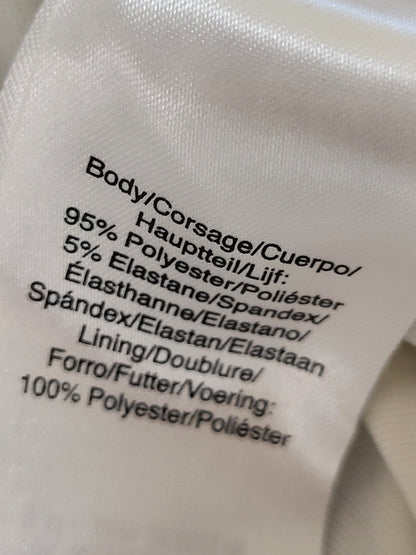 Body/Corsage/Cuerpo/
Hauptteil/Lijf:
95% Polyester/Poliéster
5% Elastane/Spandex/
Élasthanne/Elastano/
Spándex/Elastan/Elastaan
Lining/Doublure/
Forro/Futter/Voering:
100% Polyester/Poliéster